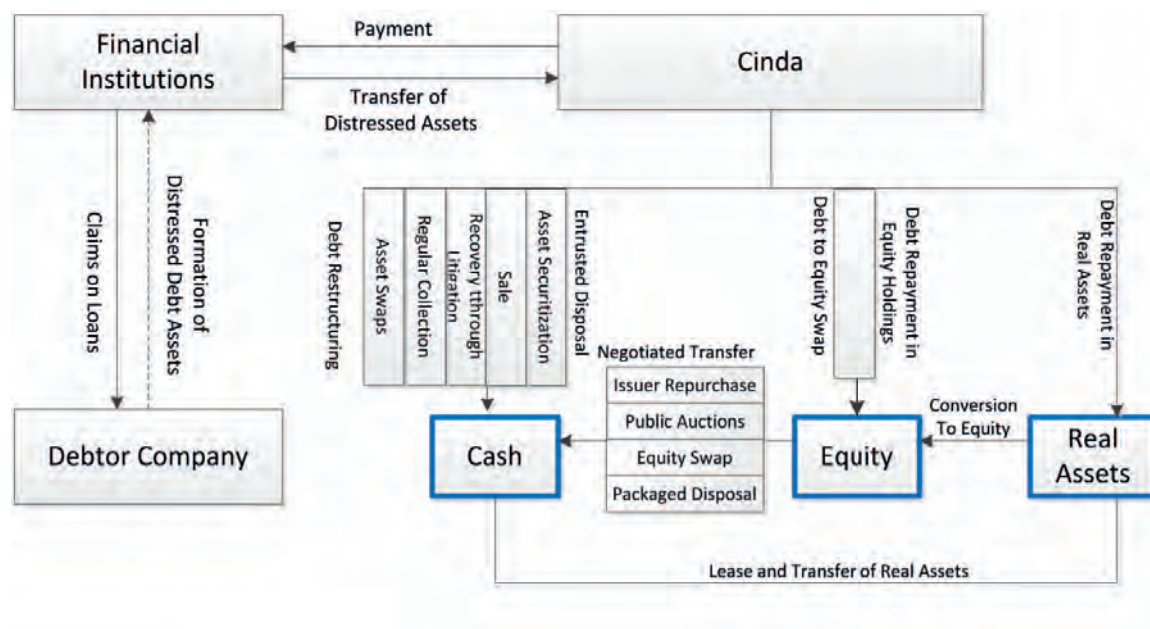 Financial
Institutions
Payment
Transfer of
Distressed Assets
Cinda
Claims on Loans
Formation of
Distressed Debt Assets
Debtor Company
Debt Restructuring
Asset Swaps
Regular Collection
Recovery tthrough
Litigation
Sale
Asset Securitization
Entrusted Disposal
Debt to Equity Swap
Debt Repayment in
Equity Holdings
Debt Repayment in
Real Assets
Negotiated Transfer
Issuer Repurchase
Public Auctions
Equity Swap
Packaged Disposal
Cash
Equity
Conversion
To Equity
Real
Assets
Lease and Transfer of Real Assets